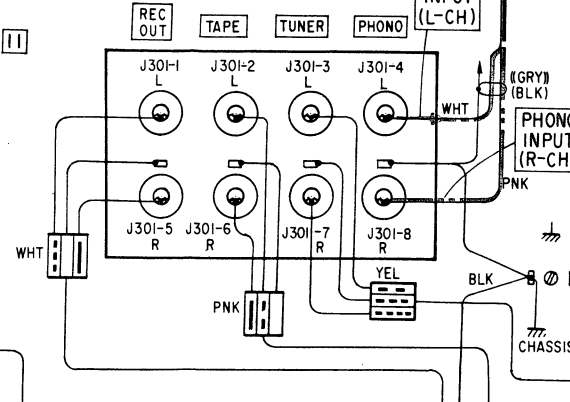 INPUT
(L-CH)
REC
OUT
TAPE
TUNER
PHONO
11
J301-1
L
J301-2
L
J301-3
L
J301-4
L
((GRY))
(BLK)
WHT
PHONO
INPUT
(R-CH
PNK
J301-5
R
J301-6
R
J301-7
R
J301-8
R
WHT
YEL
BLK
PNK
CHASSIS